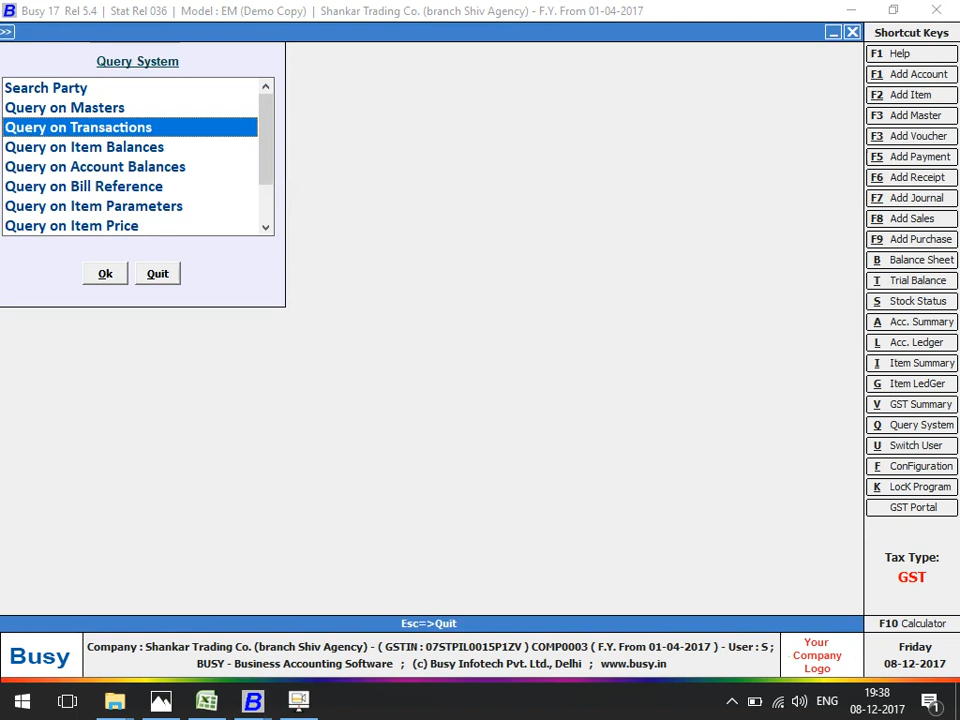 Busy 17 Rel 5.4 | Stat Rel 036 | Model : EM (Demo Copy) | Shankar Trading Co. (branch Shiv Agency) - F.Y. From 01-04-2017
>>
Query System
Search Party
Query on Masters
Query on Transactions
Query on Item Balances
Query on Account Balances
Query on Bill Reference
Query on Item Parameters
Query on Item Price
Ok Quit
Shortcut Keys
F1 Help
F1 Add Account
F2 Add Item
F3 Add Master
F3 Add Voucher
F5 Add Payment
F6 Add Receipt
F7 Add Journal
F8 Add Sales
F9 Add Purchase
B Balance Sheet
T Trial Balance
S Stock Status
A Acc. Summary
L Acc. Ledger
I Item Summary
G Item LedGer
V GST Summary
Q Query System
U Switch User
F ConFiguration
K LocK Program
GST Portal
Tax Type:
GST
Esc=>Quit
F10 Calculator
Busy
Company : Shankar Trading Co. (branch Shiv Agency) - ( GSTIN : 07STPIL0015P1ZV ) COMP0003 ( F.Y. From 01-04-2017 ) - User : S ;
BUSY - Business Accounting Software ; (c) Busy Infotech Pvt. Ltd., Delhi ; www.busy.in
Your
Company
Logo
Friday
08-12-2017
ENG
19:38
08-12-2017
1